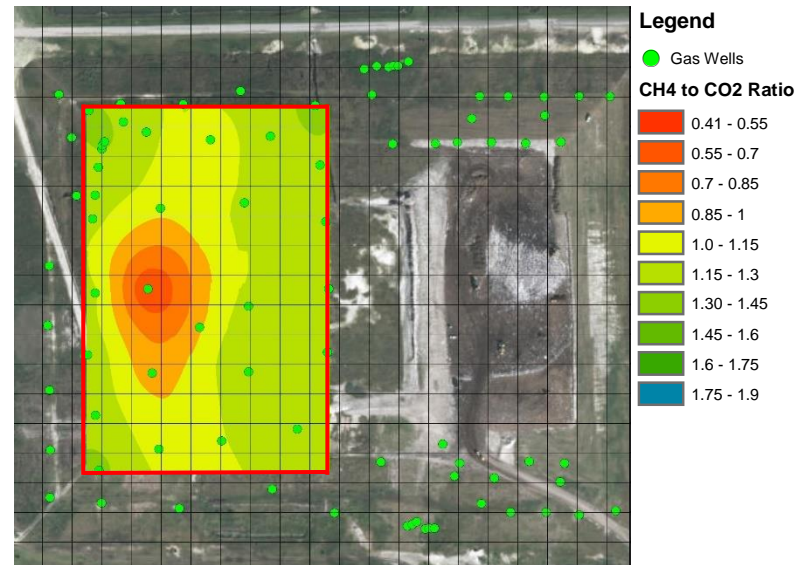 Legend
Gas Wells
CH4 to CO2 Ratio
0.41 - 0.55
0.55 - 0.7
0.7 - 0.85
0.85 - 1
1.0 - 1.15
1.15 - 1.3
1.30 - 1.45
1.45 - 1.6
1.6 - 1.75
1.75 - 1.9